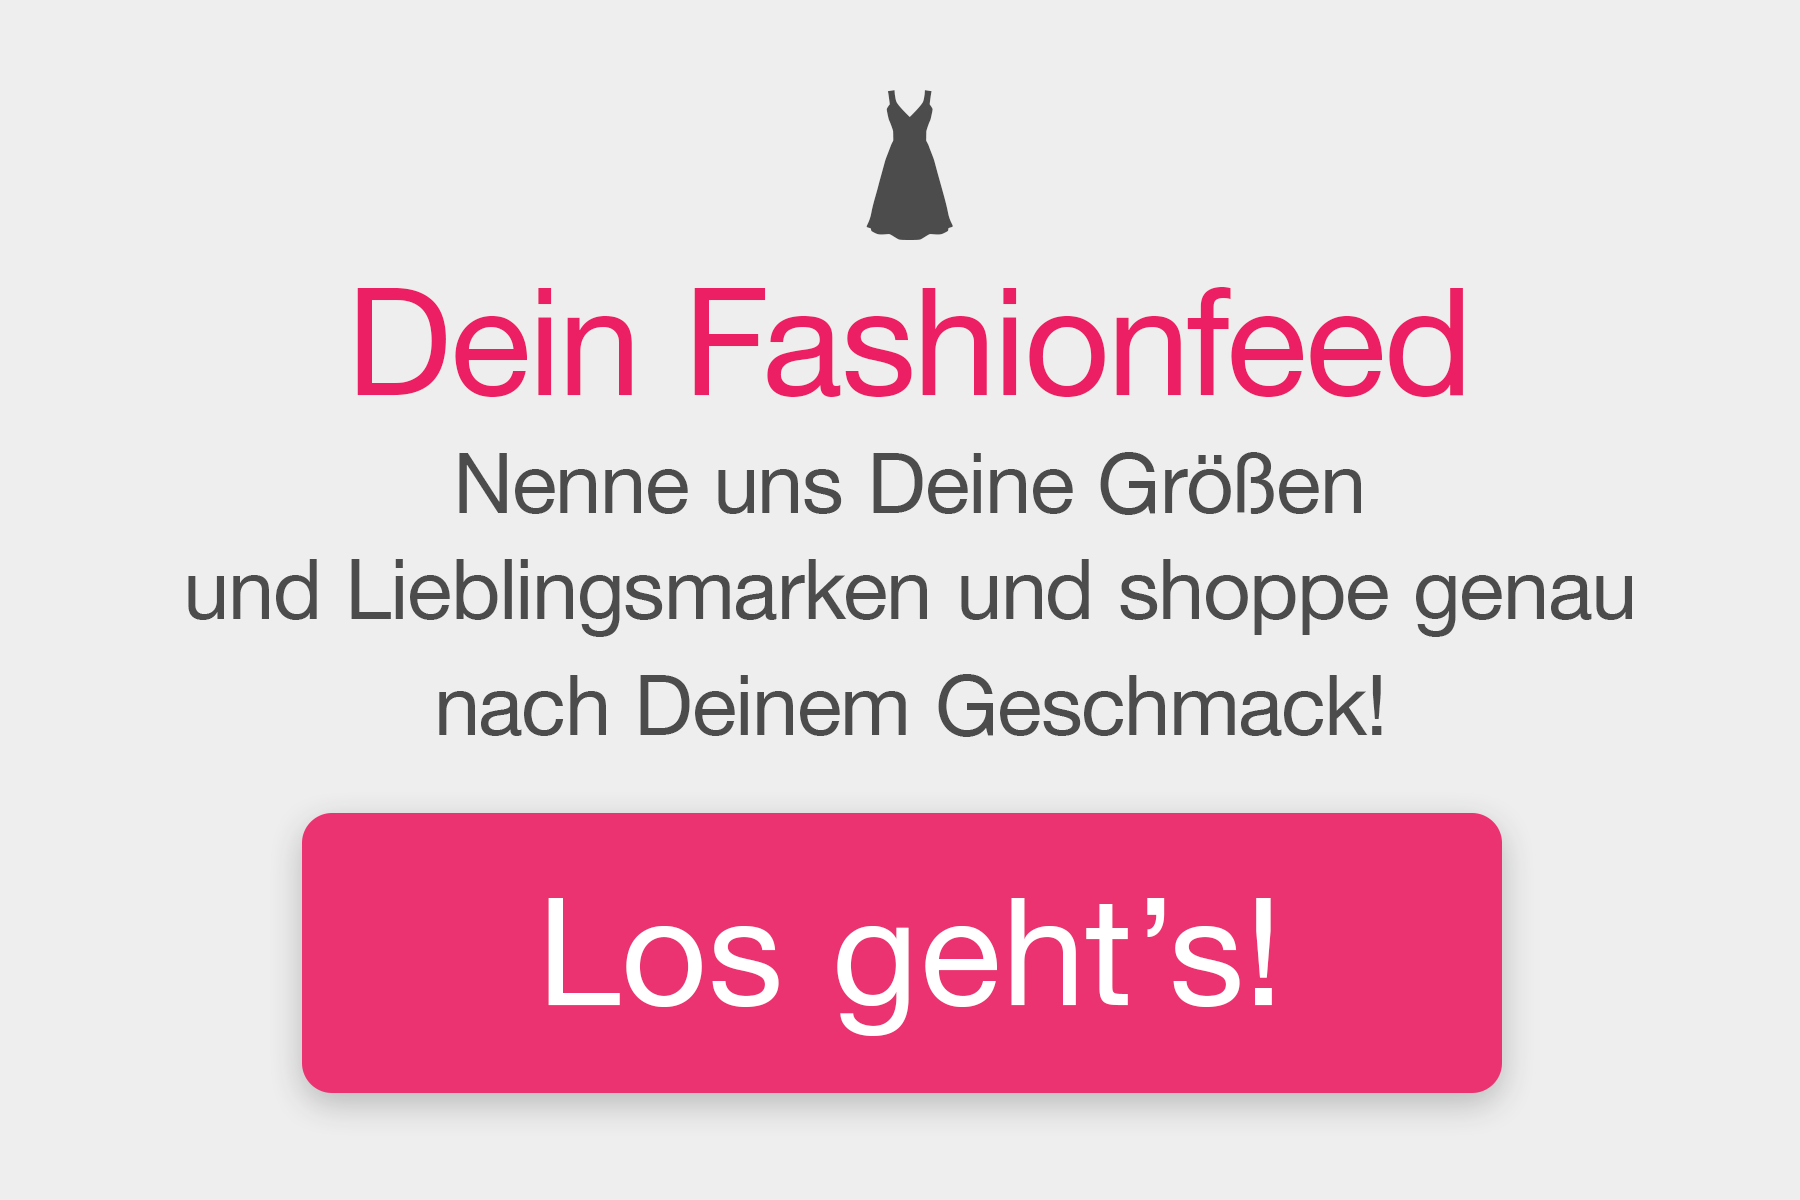 Dein Fashionfeed
Nenne uns Deine Größen
und Lieblingsmarken und shoppe genau
nach Deinem Geschmack!
Los geht’s!